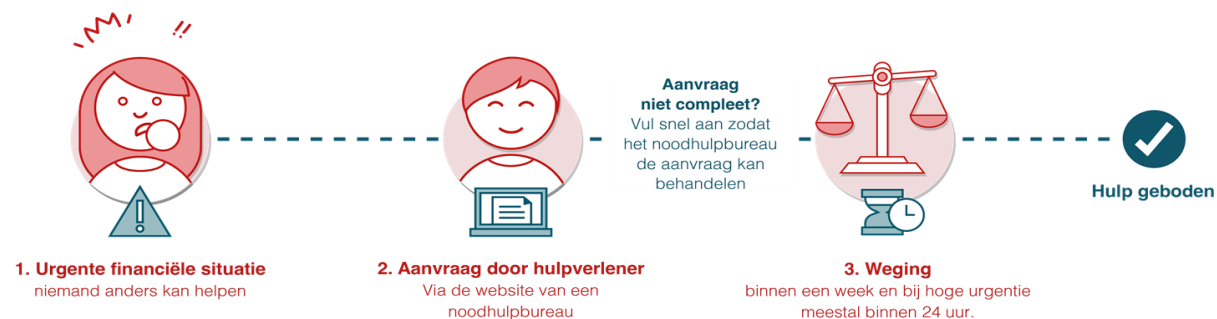 1. Urgente financiële situatie
niemand anders kan helpen
2. Aanvraag door hulpverlener
Via de website van een
noodhulpbureau
Aanvraag
niet compleet?
Vul snel aan zodat
het noodhulpbureau
de aanvraag kan
behandelen
3. Weging
binnen een week en bij hoge urgentie
meestal binnen 24 uur.
Hulp geboden